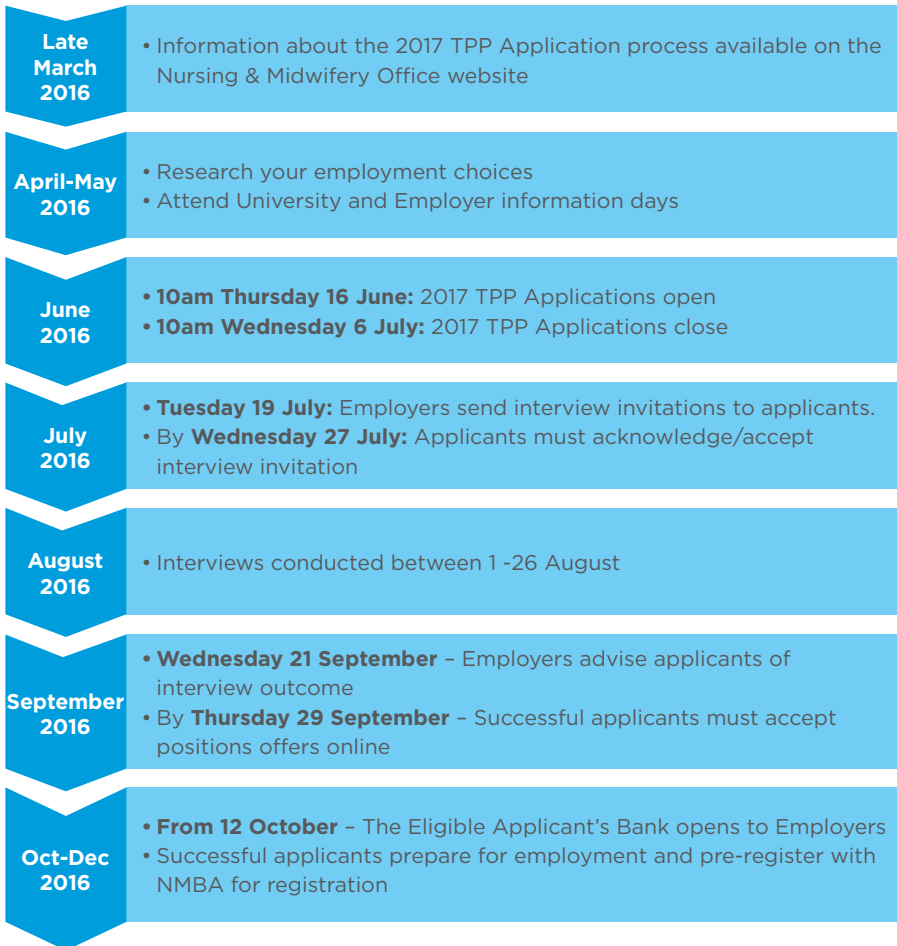 Late
March
2016
• Information about the 2017 TPP Application process available on the
Nursing & Midwifery Office website
April-May
2016
• Research your employment choices
• Attend University and Employer information days
June
2016
• 10am Thursday 16 June: 2017 TPP Applications open
• 10am Wednesday 6 July: 2017 TPP Applications close
July
2016
• Tuesday 19 July: Employers send interview invitations to applicants.
• By Wednesday 27 July: Applicants must acknowledge/accept
interview invitation
August
2016
• Interviews conducted between 1 -26 August
September
2016
• Wednesday 21 September – Employers advise applicants of
interview outcome
• By Thursday 29 September – Successful applicants must accept
positions offers online
Oct-Dec
2016
• From 12 October – The Eligible Applicant's Bank opens to Employers
• Successful applicants prepare for employment and pre-register with
NMBA for registration